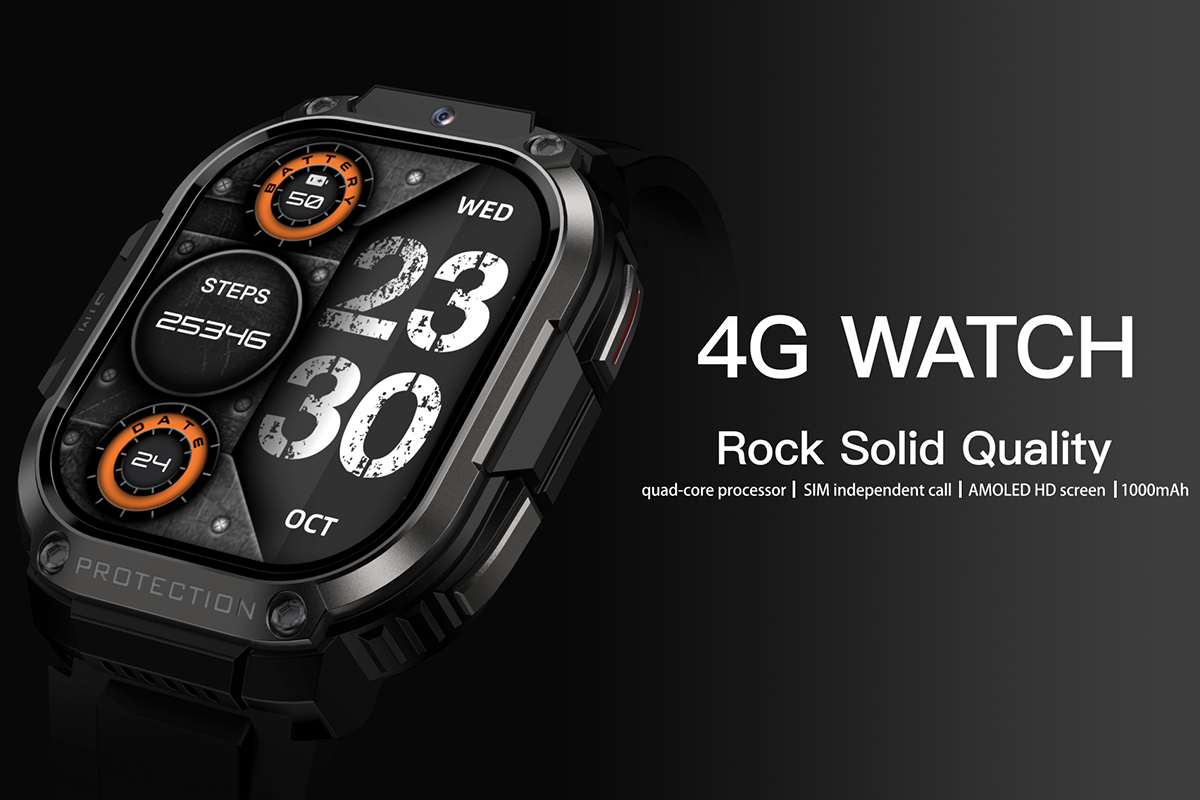 BATTERY
50
WED
STEPS
25346
23
30
DATE
24
OCT
PROTECTION
4G WATCH
Rock Solid Quality
quad-core processor | SIM independent call | AMOLED HD screen | 1000mAh